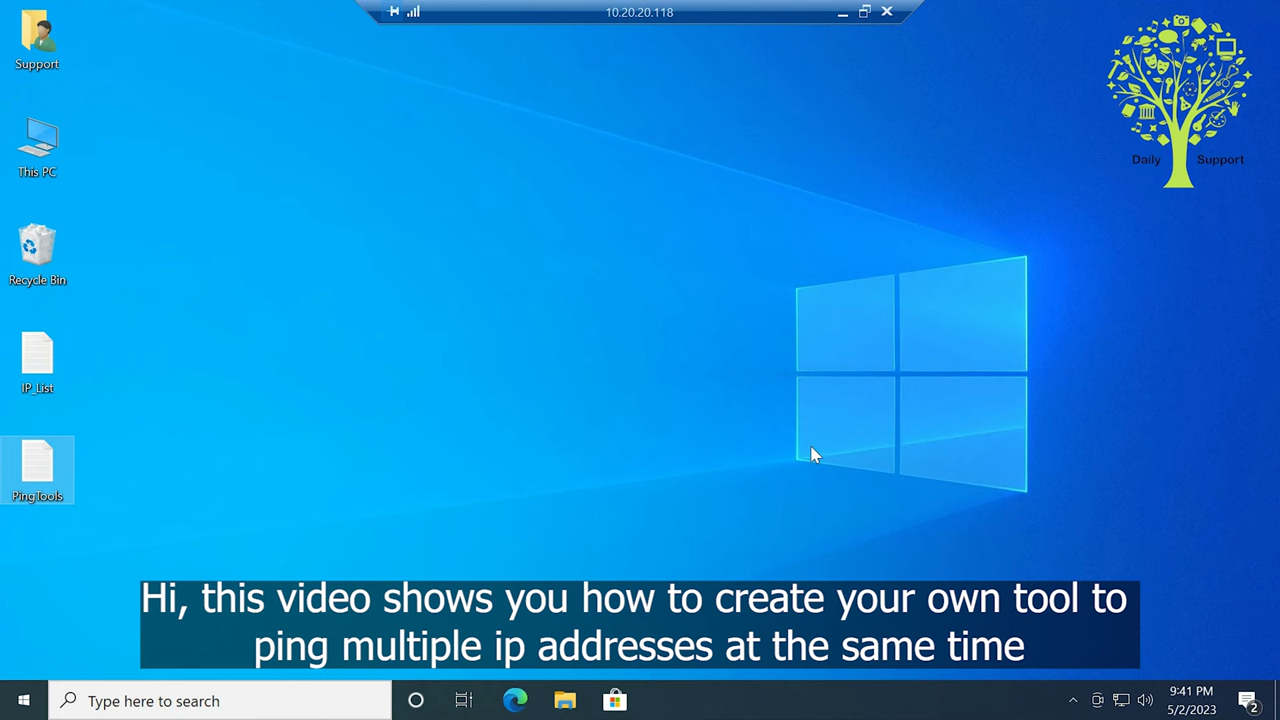 10.20.20.118
Support
This PC
Recycle Bin
IP_List
PingTools
Daily Support
Hi, this video shows you how to create your own tool to
ping multiple ip addresses at the same time
Type here to search
9:41 PM
5/2/2023
2